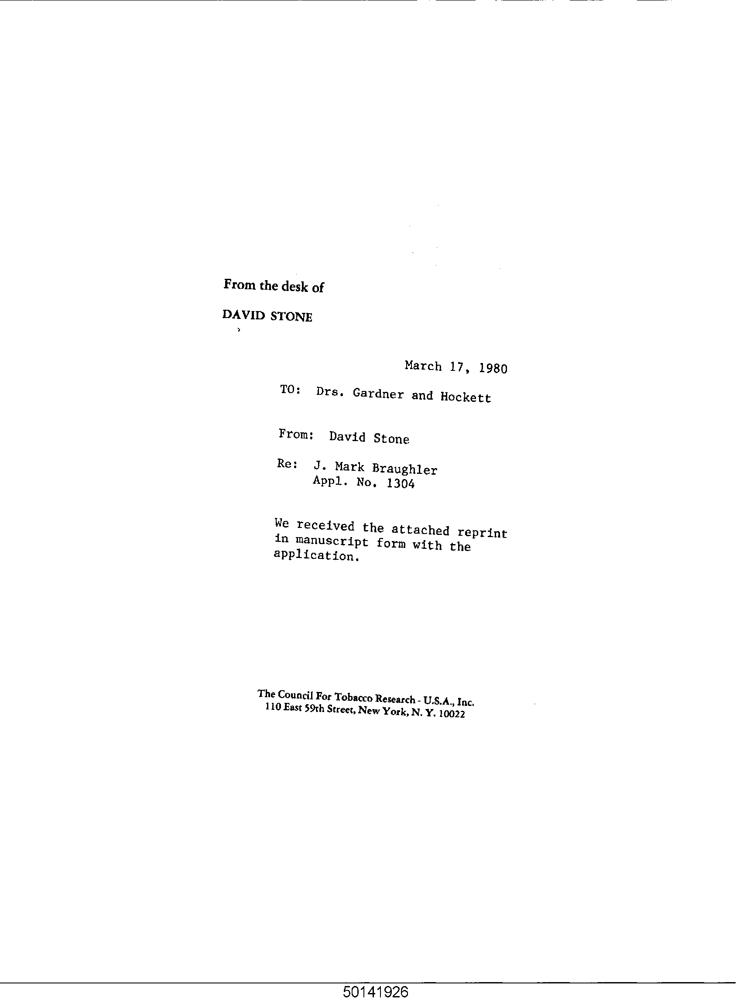 From the desk of
DAVID STONE
March 17, 1980
TO: Drs. Gardner and Hockett
From: David Stone
Re: J. Mark Braughler
Appl. No. 1304
We received the attached reprint
in manuscript form with the
application.
The Council For Tobacco Research - U.S.A., Inc.
110 East 59th Street, New York, N. Y. 10022
50141926